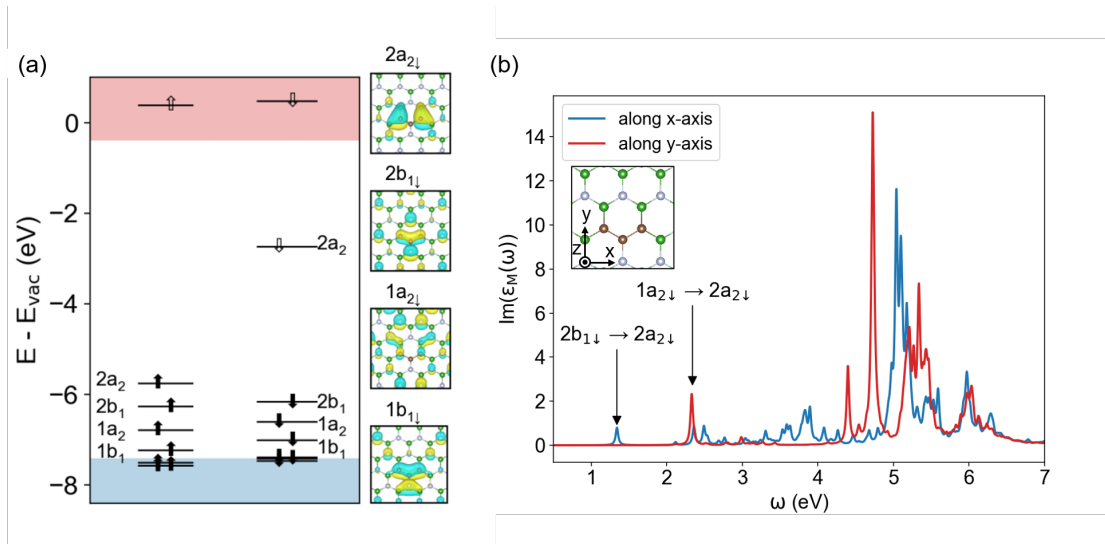 (a)
E - E_vac (eV)
0
−2
−4
−6
−8
2a₂
2a₂
2b₁
1a₂
1b₁
2b₁
1a₂
1b₁
2a₂↓
2b₁↓
1a₂↓
1b₁↓
(b)
Im(ε_M(ω))
14
12
10
8
6
4
2
0
along x-axis
along y-axis
y
z
x
1a₂↓ → 2a₂↓
2b₁↓ → 2a₂↓
1
2
3
4
5
6
7
ω (eV)